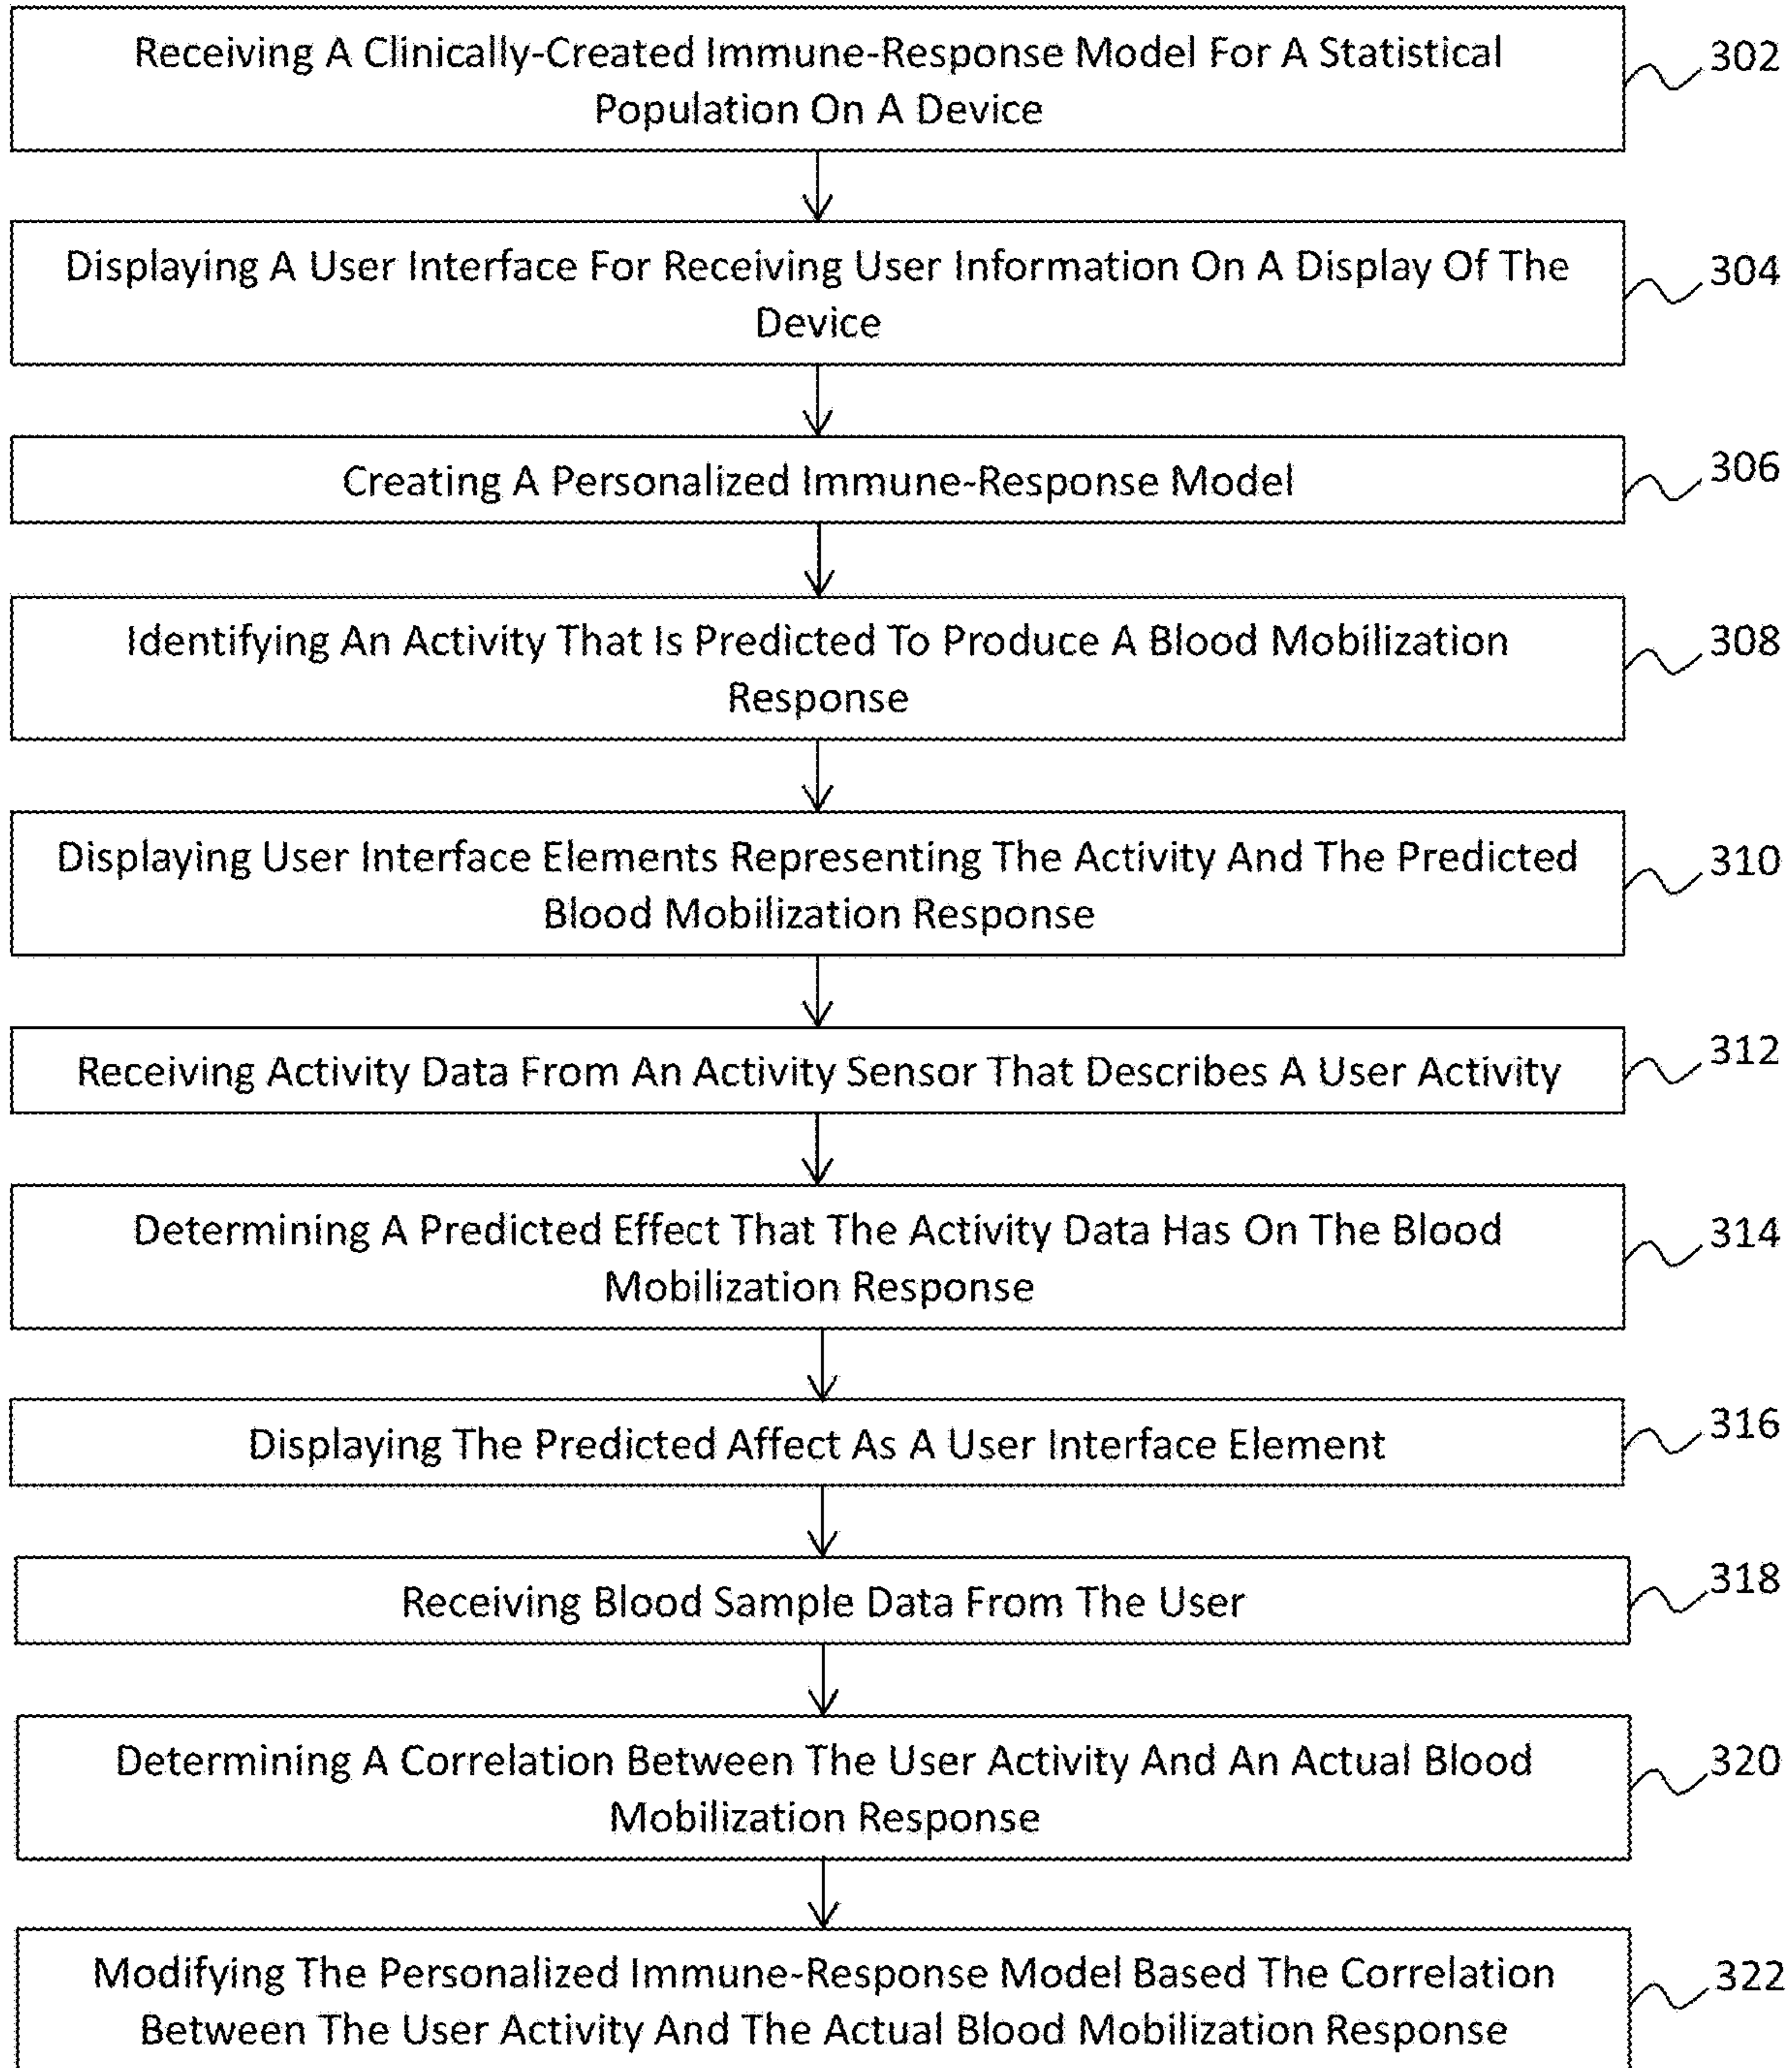 Receiving A Clinically-Created Immune-Response Model For A Statistical
Population On A Device
302
Displaying A User Interface For Receiving User Information On A Display Of The
Device
304
Creating A Personalized Immune-Response Model
306
Identifying An Activity That Is Predicted To Produce A Blood Mobilization
Response
308
Displaying User Interface Elements Representing The Activity And The Predicted
Blood Mobilization Response
310
Receiving Activity Data From An Activity Sensor That Describes A User Activity
312
Determining A Predicted Effect That The Activity Data Has On The Blood
Mobilization Response
314
Displaying The Predicted Affect As A User Interface Element
316
Receiving Blood Sample Data From The User
318
Determining A Correlation Between The User Activity And An Actual Blood
Mobilization Response
320
Modifying The Personalized Immune-Response Model Based The Correlation
Between The User Activity And The Actual Blood Mobilization Response
322